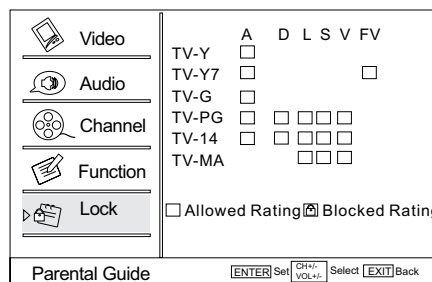 Video
Audio
Channel
Function
Lock
A D L S V FV
TV-Y
TV-Y7
TV-G
TV-PG
TV-14
TV-MA
Allowed Rating Blocked Rating
Parental Guide
ENTER Set CH+/- VOL+/- Select EXIT Back